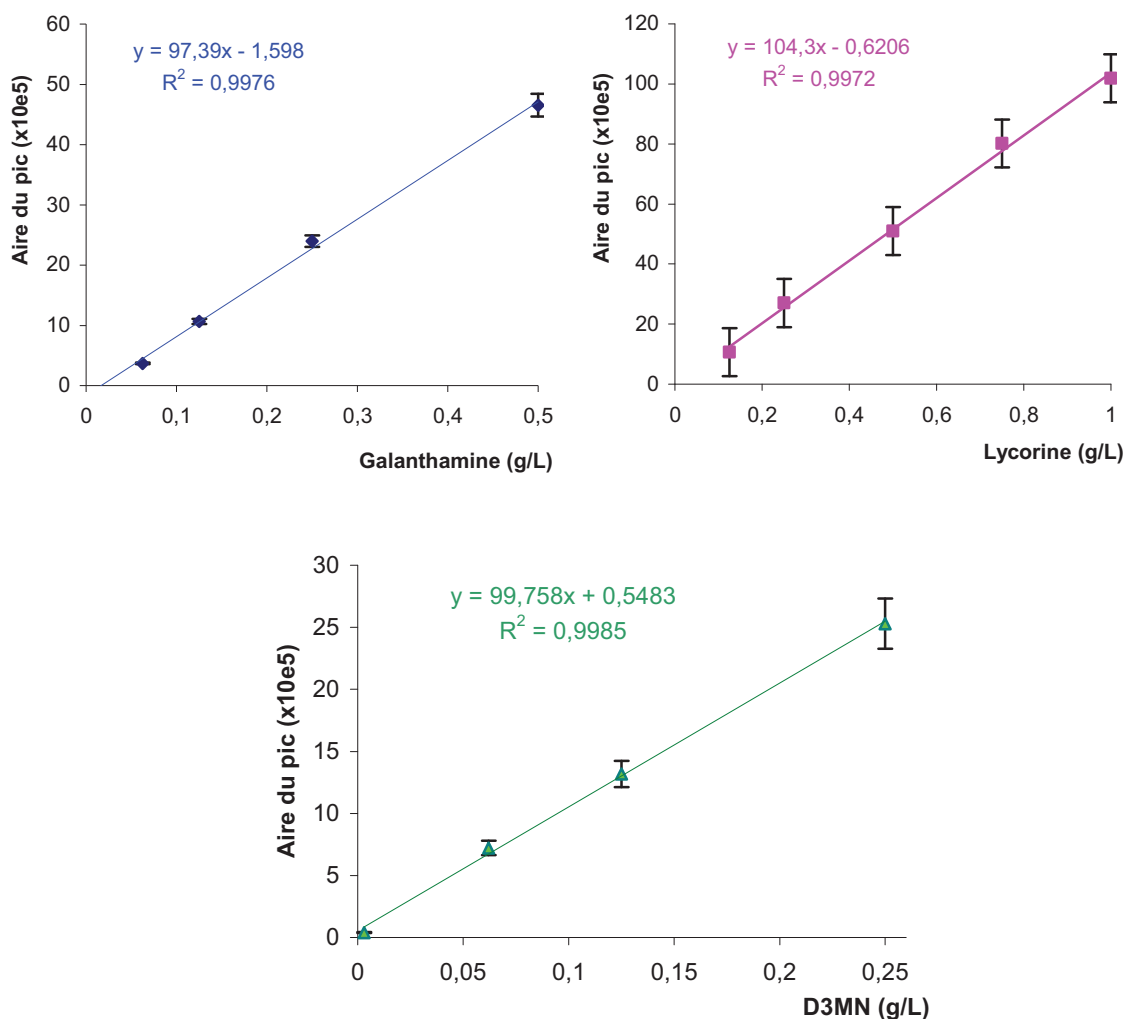 Aire du pic (x10e5)
60
50
40
30
20
10
0
y = 97,39x - 1,598
R² = 0,9976
0 0,1 0,2 0,3 0,4 0,5
Galanthamine (g/L)
Aire du pic (x10e5)
120
100
80
60
40
20
0
y = 104,3x - 0,6206
R² = 0,9972
0 0,2 0,4 0,6 0,8 1
Lycorine (g/L)
Aire du pic (x10e5)
30
25
20
15
10
5
0
y = 99,758x + 0,5483
R² = 0,9985
0 0,05 0,1 0,15 0,2 0,25
D3MN (g/L)